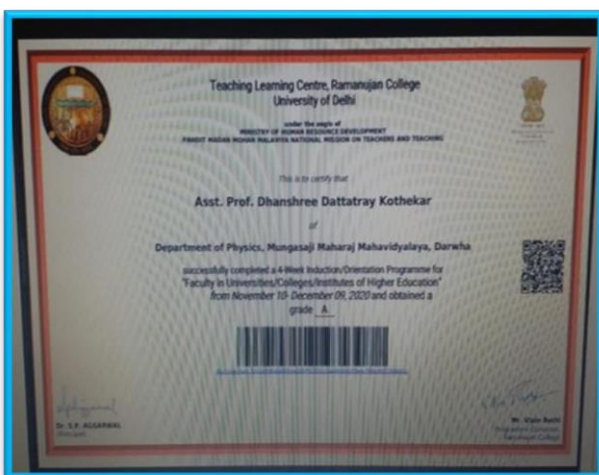 Teaching Learning Centre, Ramanujan College
University of Delhi
under the aegis of
MINISTRY OF HUMAN RESOURCE DEVELOPMENT
PANDIT MADAN MOHAN MALAVIYA NATIONAL MISSION ON TEACHERS AND TEACHING
This is to certify that
Asst. Prof. Dhanshree Dattatray Kothekar
of
Department of Physics, Mungasaji Maharaj Mahavidyalaya, Darwha
successfully completed a 4-Week Induction/Orientation Programme for
"Faculty in Universities/Colleges/Institutes of Higher Education"
from November 10- December 09, 2020 and obtained a
grade A
Dr. S.P. AGGARWAL
Principal
Mr. Vipin Rathi
Programme Convenor,
Ramanujan College